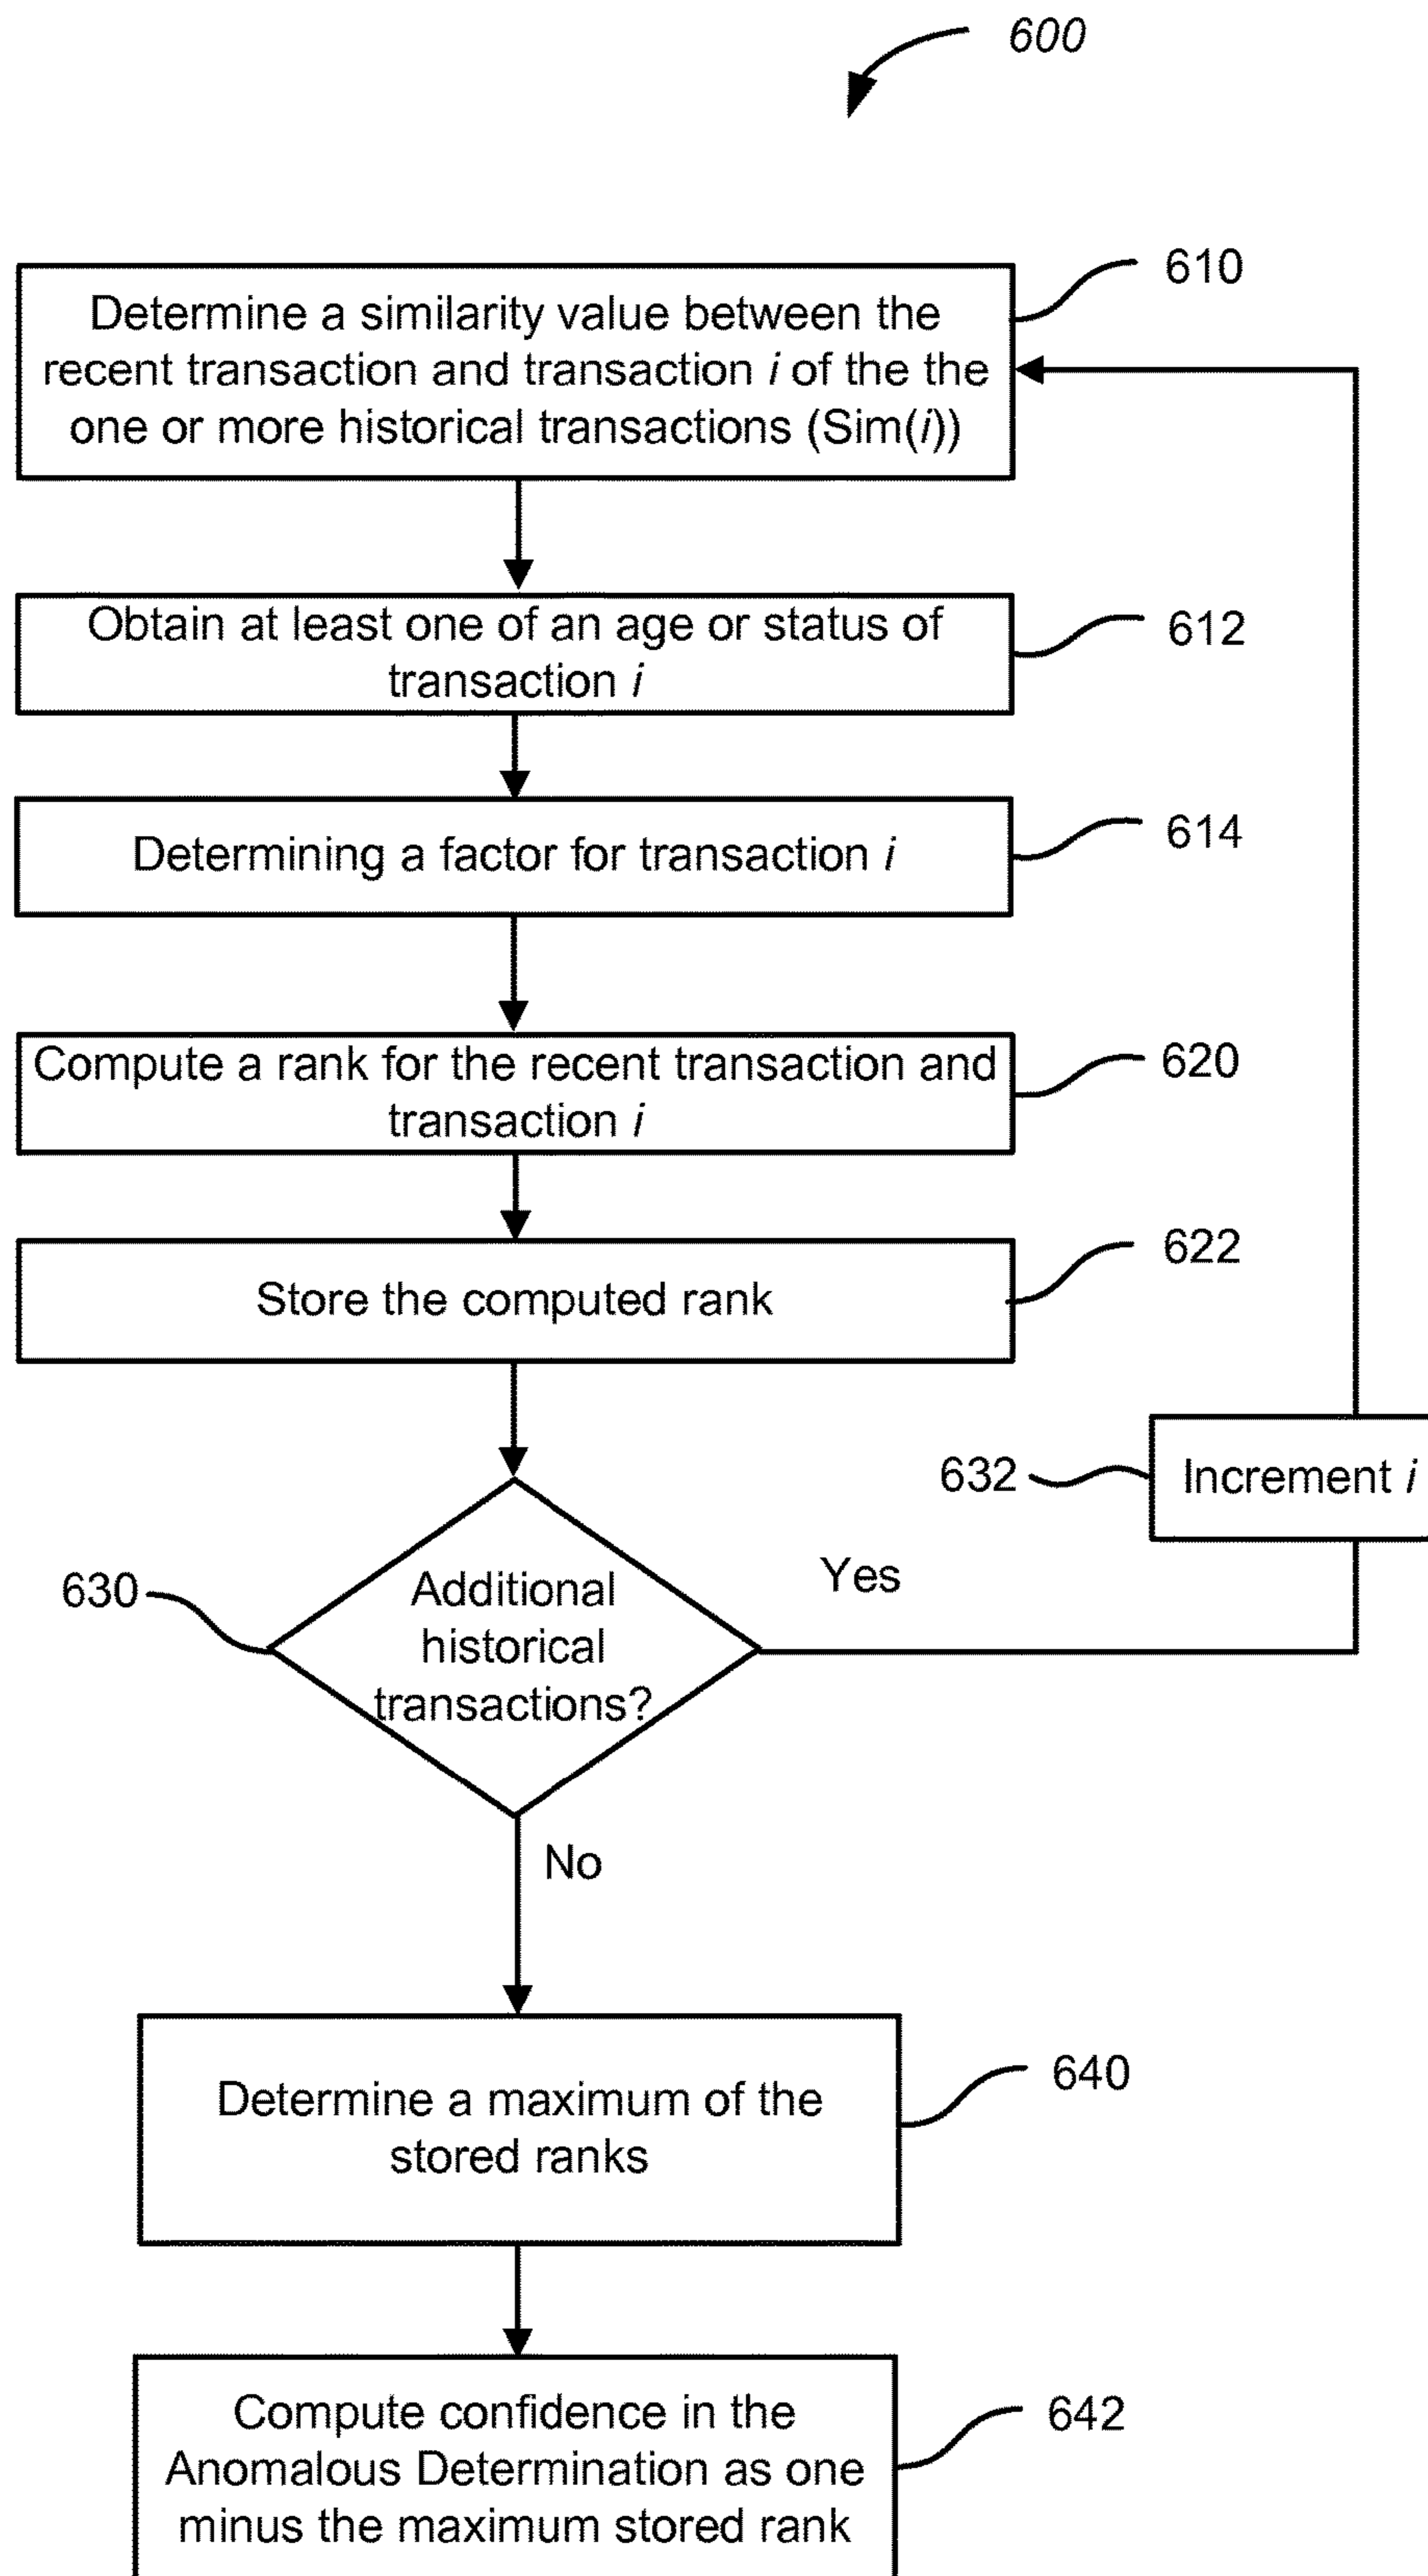 600
610
Determine a similarity value between the
recent transaction and transaction i of the the
one or more historical transactions (Sim(i))
612
Obtain at least one of an age or status of
transaction i
614
Determining a factor for transaction i
620
Compute a rank for the recent transaction and
transaction i
622
Store the computed rank
632
Increment i
630
Additional
historical
transactions?
Yes
No
640
Determine a maximum of the
stored ranks
642
Compute confidence in the
Anomalous Determination as one
minus the maximum stored rank